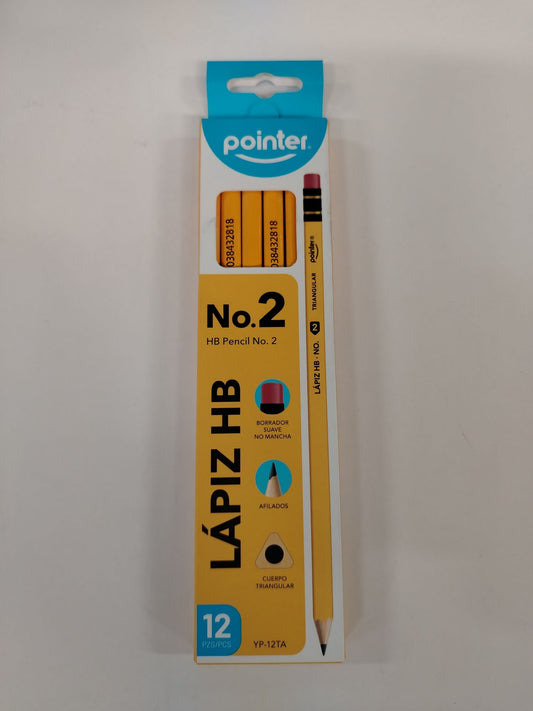 pointer®
038432818
038432818
No.2
HB Pencil No. 2
LÁPIZ HB
BORRADOR
SUAVE
NO MANCHA
AFILADOS
CUERPO
TRIANGULAR
12
PZS/PCS
YP-12TA
pointer®
TRIANGULAR
LÁPIZ HB · NO. 2